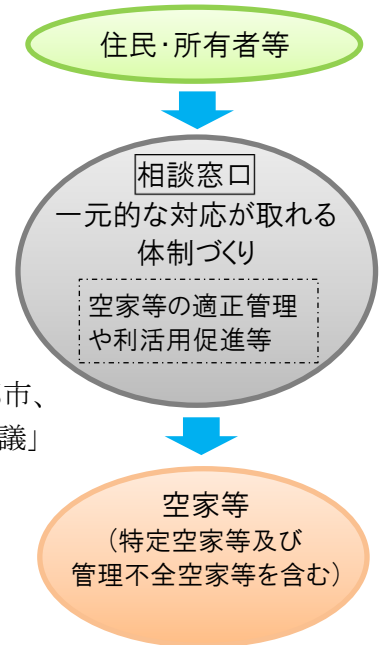 住民・所有者等
相談窓口
一元的な対応が取れる
体制づくり
空家等の適正管理
や利活用促進等
市、
議」
空家等
（特定空家等及び
管理不全空家等を含む）